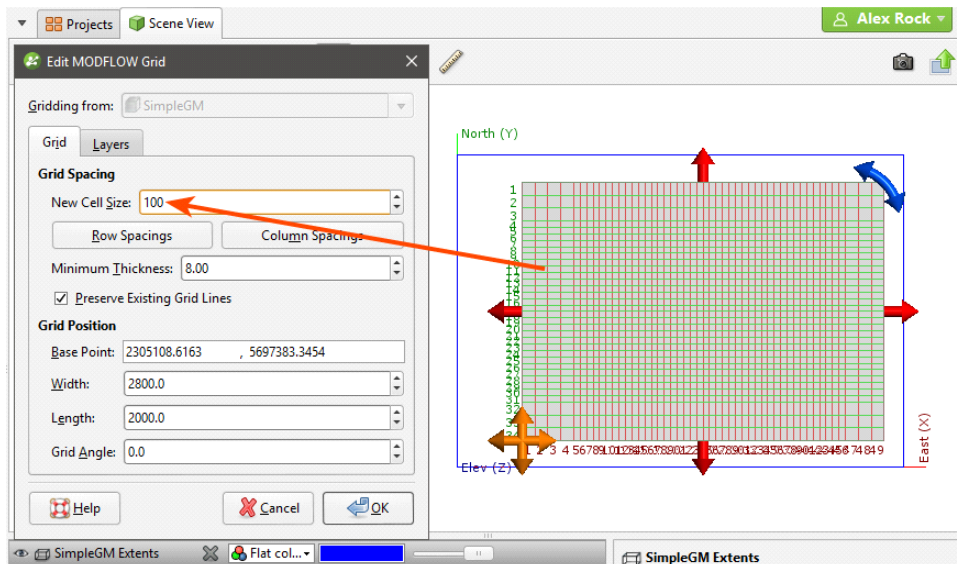 Projects
Scene View
Alex Rock
Edit MODFLOW Grid
Gridding from: SimpleGM
Grid
Layers
Grid Spacing
New Cell Size: 100
Row Spacings
Column Spacings
Minimum Thickness: 8.00
Preserve Existing Grid Lines
Grid Position
Base Point: 2305108.6163 , 5697383.3454
Width: 2800.0
Length: 2000.0
Grid Angle: 0.0
Help
Cancel
OK
North (Y)
1
2
3
East (X)
Elev (Z)
SimpleGM Extents
Flat col...
SimpleGM Extents